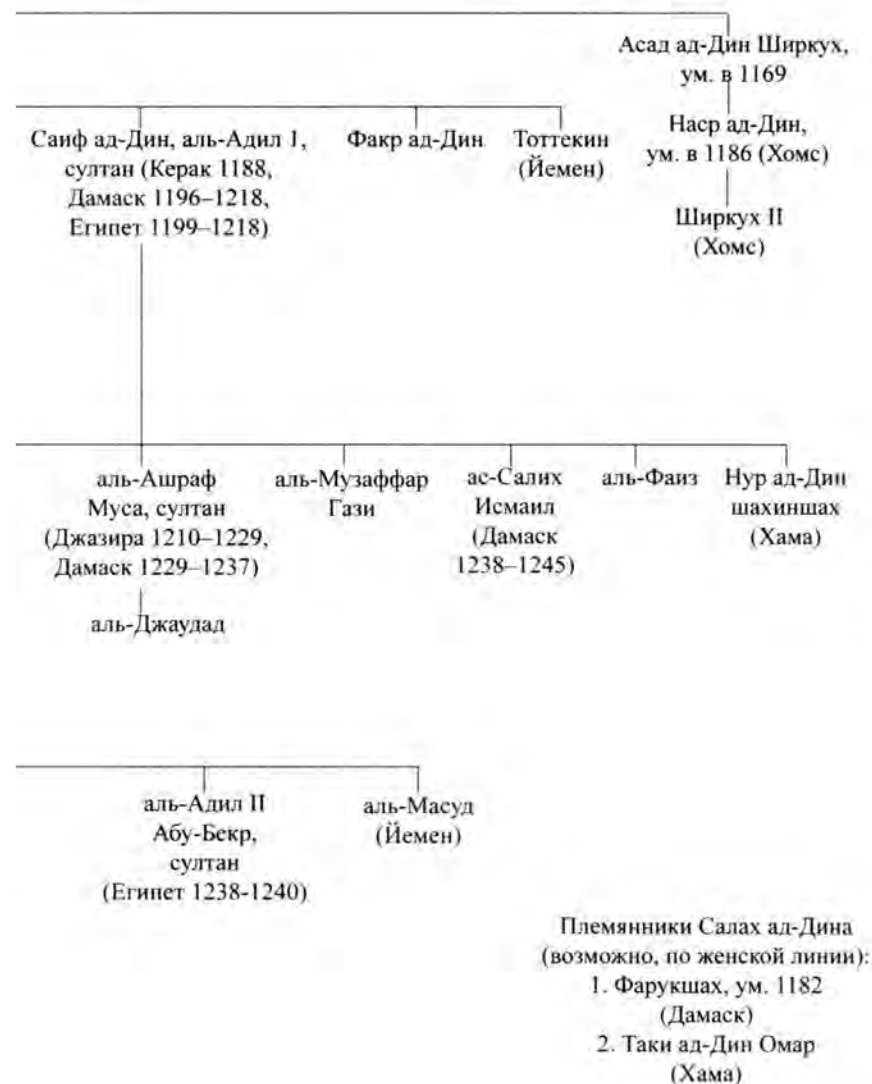 Асад ад-Дин Ширкух,
ум. в 1169
Саиф ад-Дин, аль-Адил I,
султан (Керак 1188,
Дамаск 1196–1218,
Египет 1199–1218)
Факр ад-Дин
Тоттекин
(Йемен)
Наср ад-Дин,
ум. в 1186 (Хомс)
Ширкух II
(Хомс)
аль-Ашраф
Муса, султан
(Джазира 1210–1229,
Дамаск 1229–1237)
аль-Джаудад
аль-Музаффар
Гази
ас-Салих
Исмаил
(Дамаск
1238–1245)
аль-Фаиз
Нур ад-Дин
шахиншах
(Хама)
аль-Адил II
Абу-Бекр,
султан
(Египет 1238-1240)
аль-Масуд
(Йемен)
Племянники Салах ад-Дина
(возможно, по женской линии):
1. Фарукшах, ум. 1182
(Дамаск)
2. Таки ад-Дин Омар
(Хама)